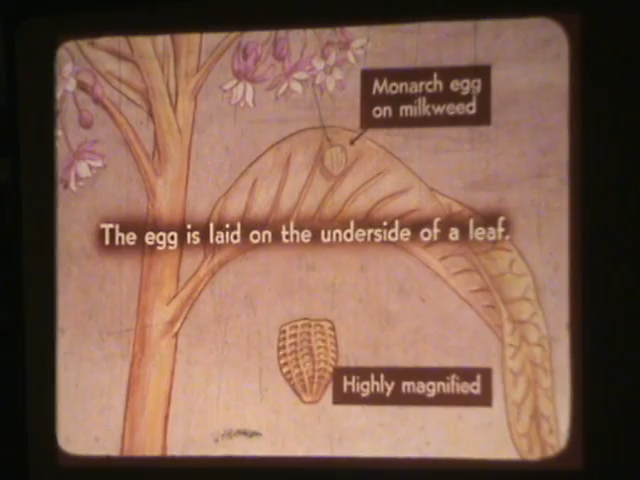 Monarch egg
on milkweed
The egg is laid on the underside of a leaf.
Highly magnified